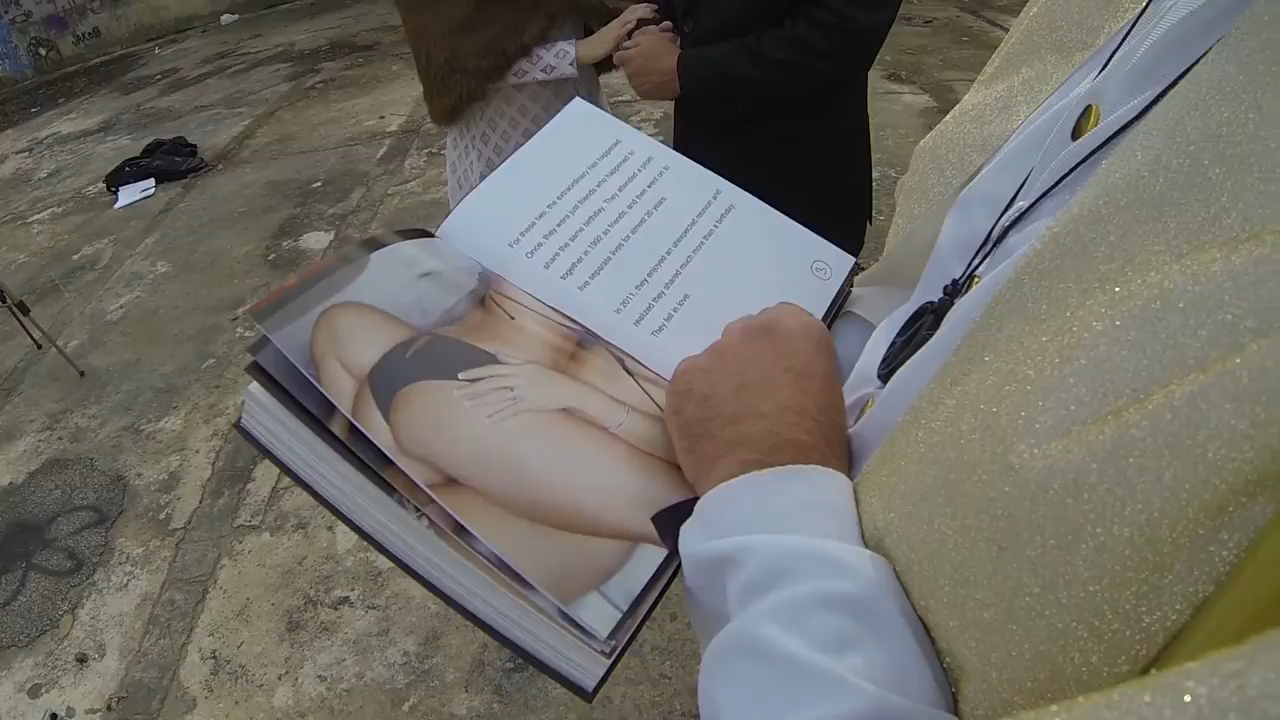 For these two, the extraordinary has happened.
Once, they were just friends who happened to
share the same birthday. They attended a prom
together in 1992 as friends, and then went on to
live separate lives for almost 20 years.
In 2011, they enjoyed an unexpected reunion and
realized they shared much more than a birthday.
They fell in love.
3
JAKe